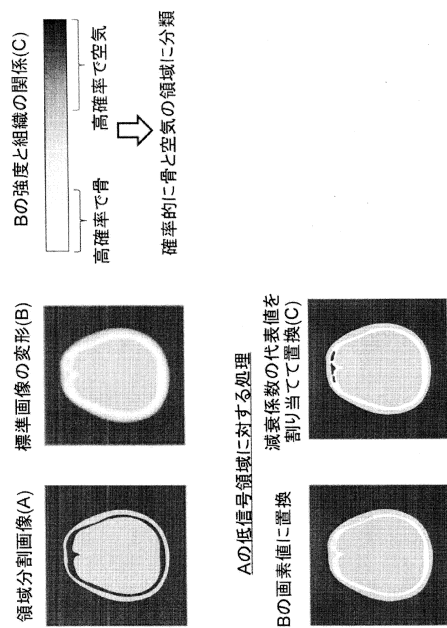 領域分割画像(A)
標準画像の変形(B)
Bの強度と組織の関係(C)
高確率で骨
高確率で空気
確率的に骨と空気の領域に分類
Aの低信号領域に対する処理
Bの画素値に置換
減衰係数の代表値を
割り当てて置換(C)